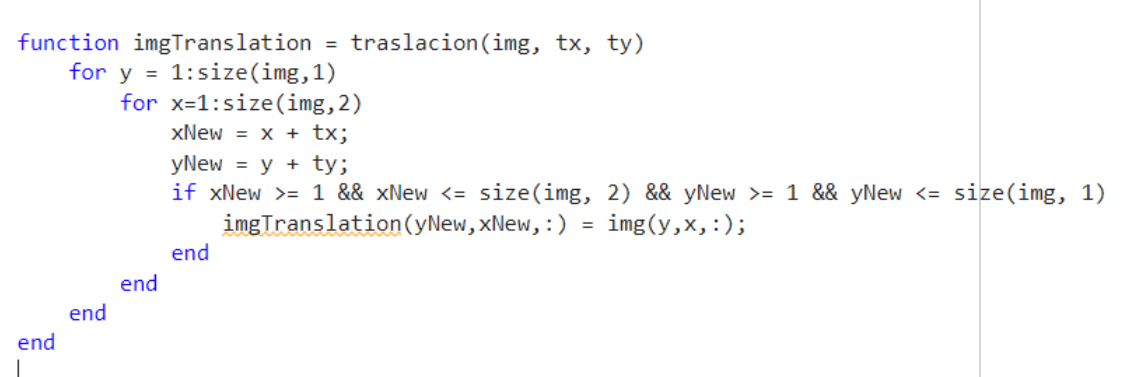 function imgTranslation = traslacion(img, tx, ty)
    for y = 1:size(img,1)
        for x=1:size(img,2)
            xNew = x + tx;
            yNew = y + ty;
            if xNew >= 1 && xNew <= size(img, 2) && yNew >= 1 && yNew <= size(img, 1)
                imgTranslation(yNew,xNew,:) = img(y,x,:);
            end
        end
    end
end